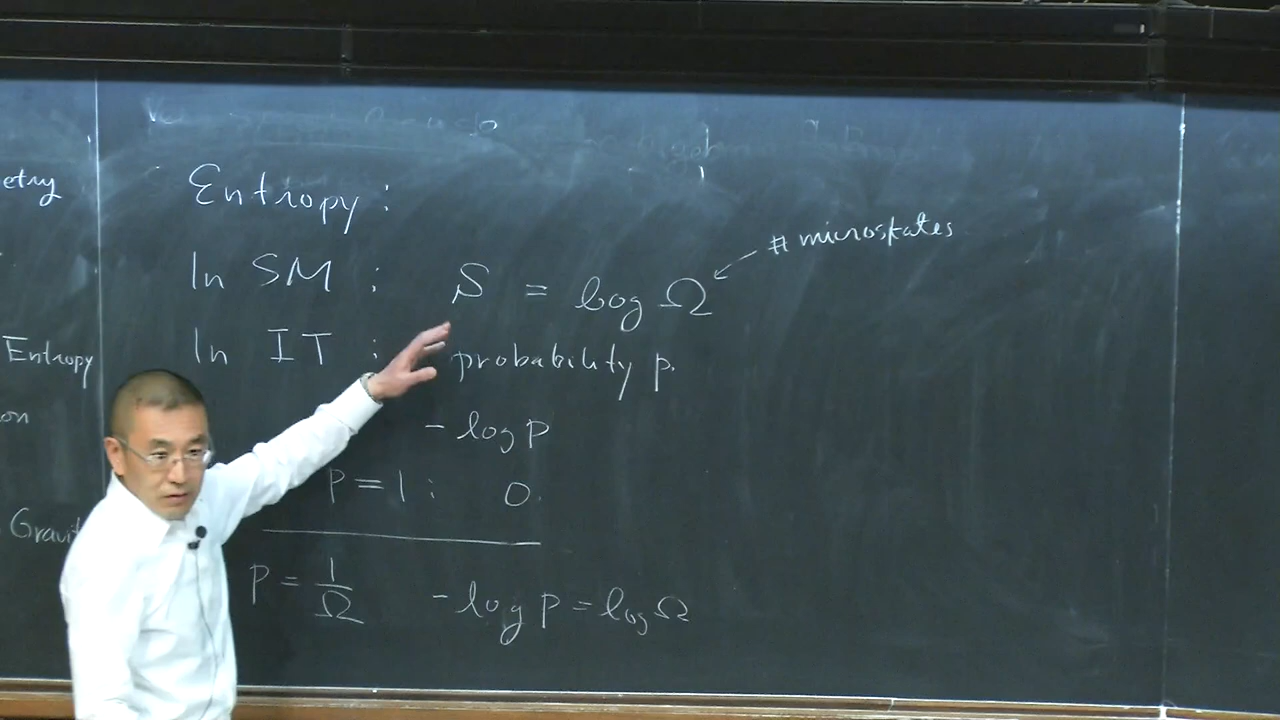 etry
Entropy
on
Gravit
Entropy :
In SM : S = log Ω
# microstates
In IT : probability p.
- log p
P = 1 : 0.
P = 1/Ω - log p = log Ω